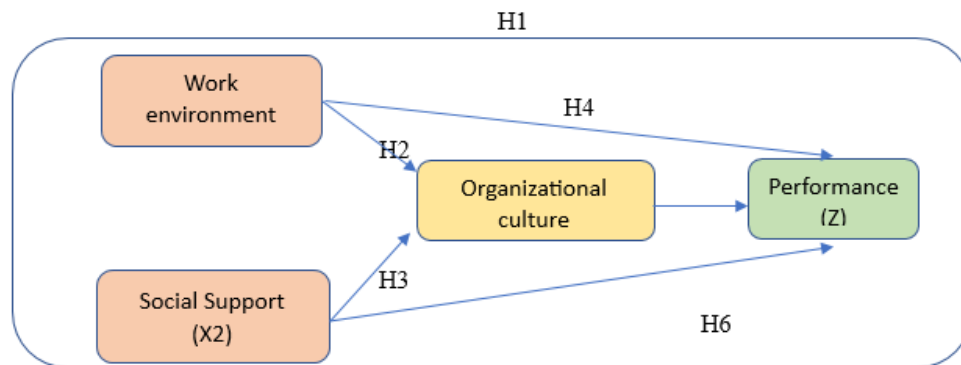 H1
Work
environment
H4
H2
Organizational
culture
Performance
(Z)
H3
Social Support
(X2)
H6